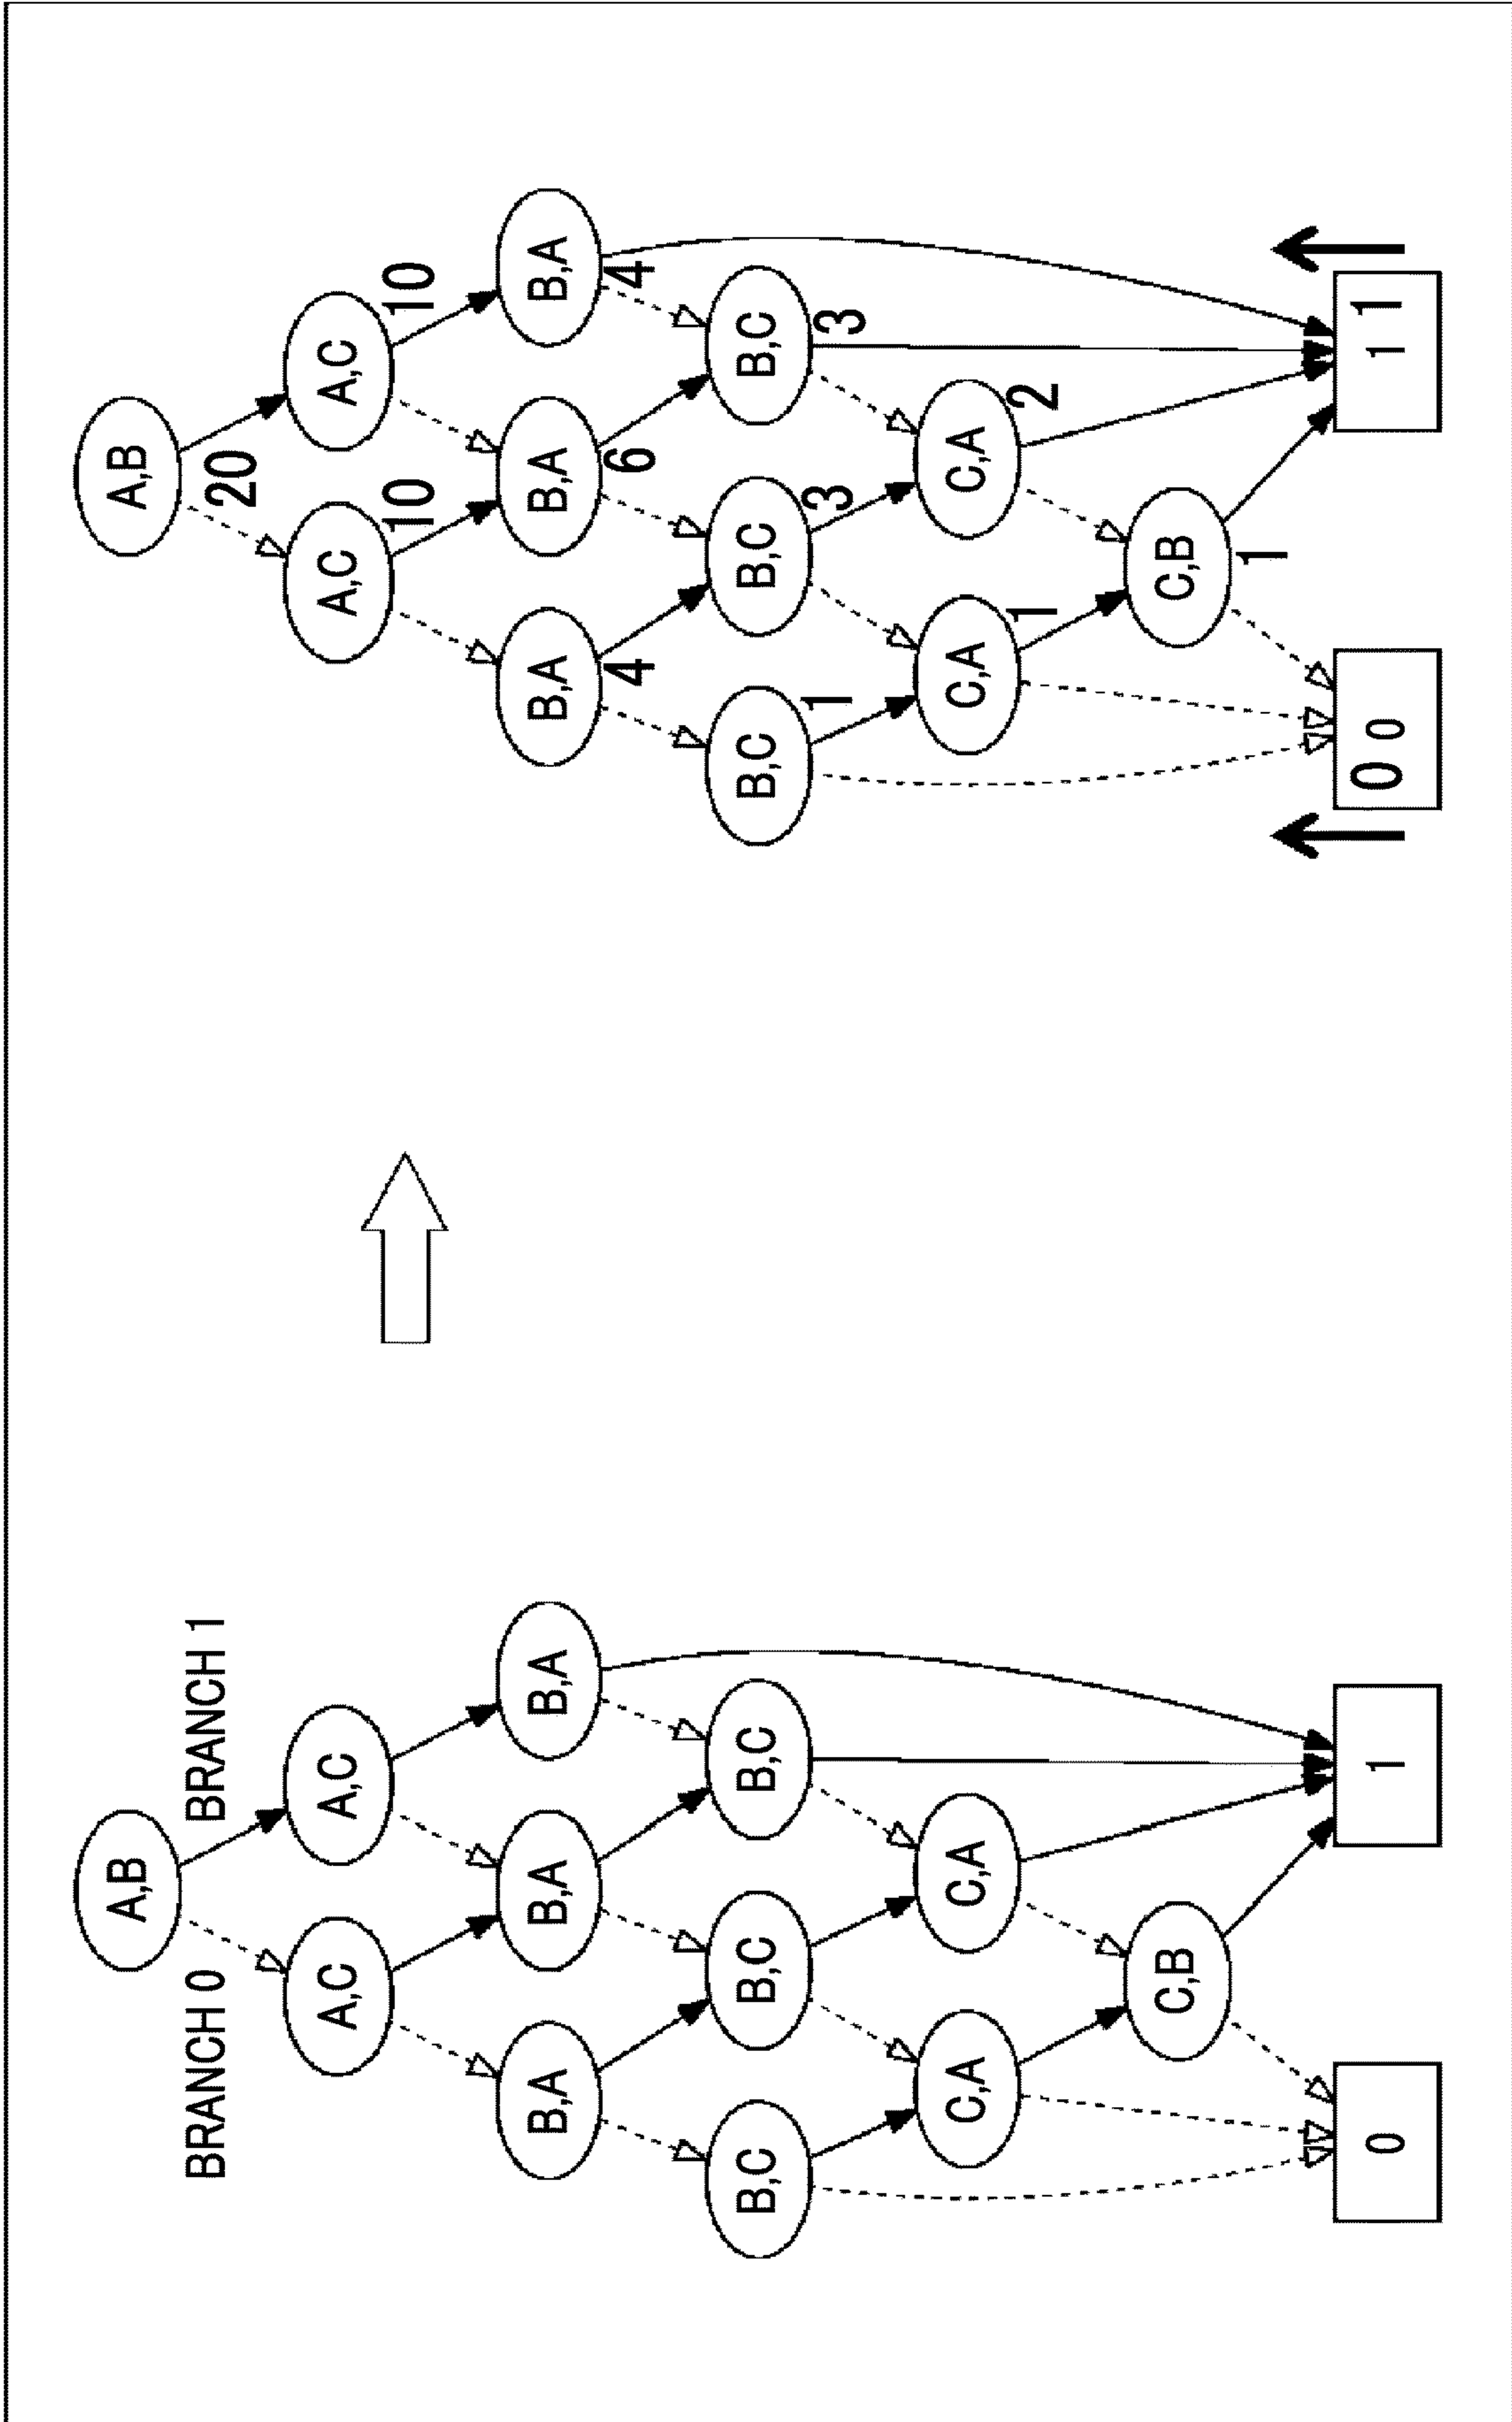 A,B
BRANCH 0
BRANCH 1
A,C
A,C
B,A
B,A
B,A
B,C
B,C
B,C
C,A
C,A
C,B
0
1
A,B
20
A,C
A,C
10
10
B,A
B,A
B,A
4
6
4
B,C
B,C
B,C
1
3
3
C,A
C,A
1
2
C,B
1
0 0
1 1